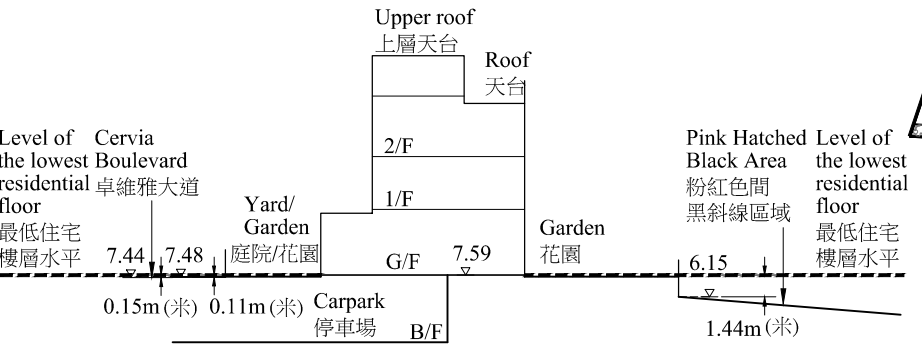 Upper roof
上層天台
Roof
天台
Level of
the lowest
residential
floor
最低住宅
樓層水平
Cervia
Boulevard
卓維雅大道
2/F
1/F
Yard/
Garden
庭院/花園
Garden
花園
Pink Hatched
Black Area
粉紅色間
黑斜線區域
Level of
the lowest
residential
floor
最低住宅
樓層水平
7.44
7.48
G/F
7.59
6.15
0.15m (米)
0.11m (米)
Carpark
停車場
B/F
1.44m (米)